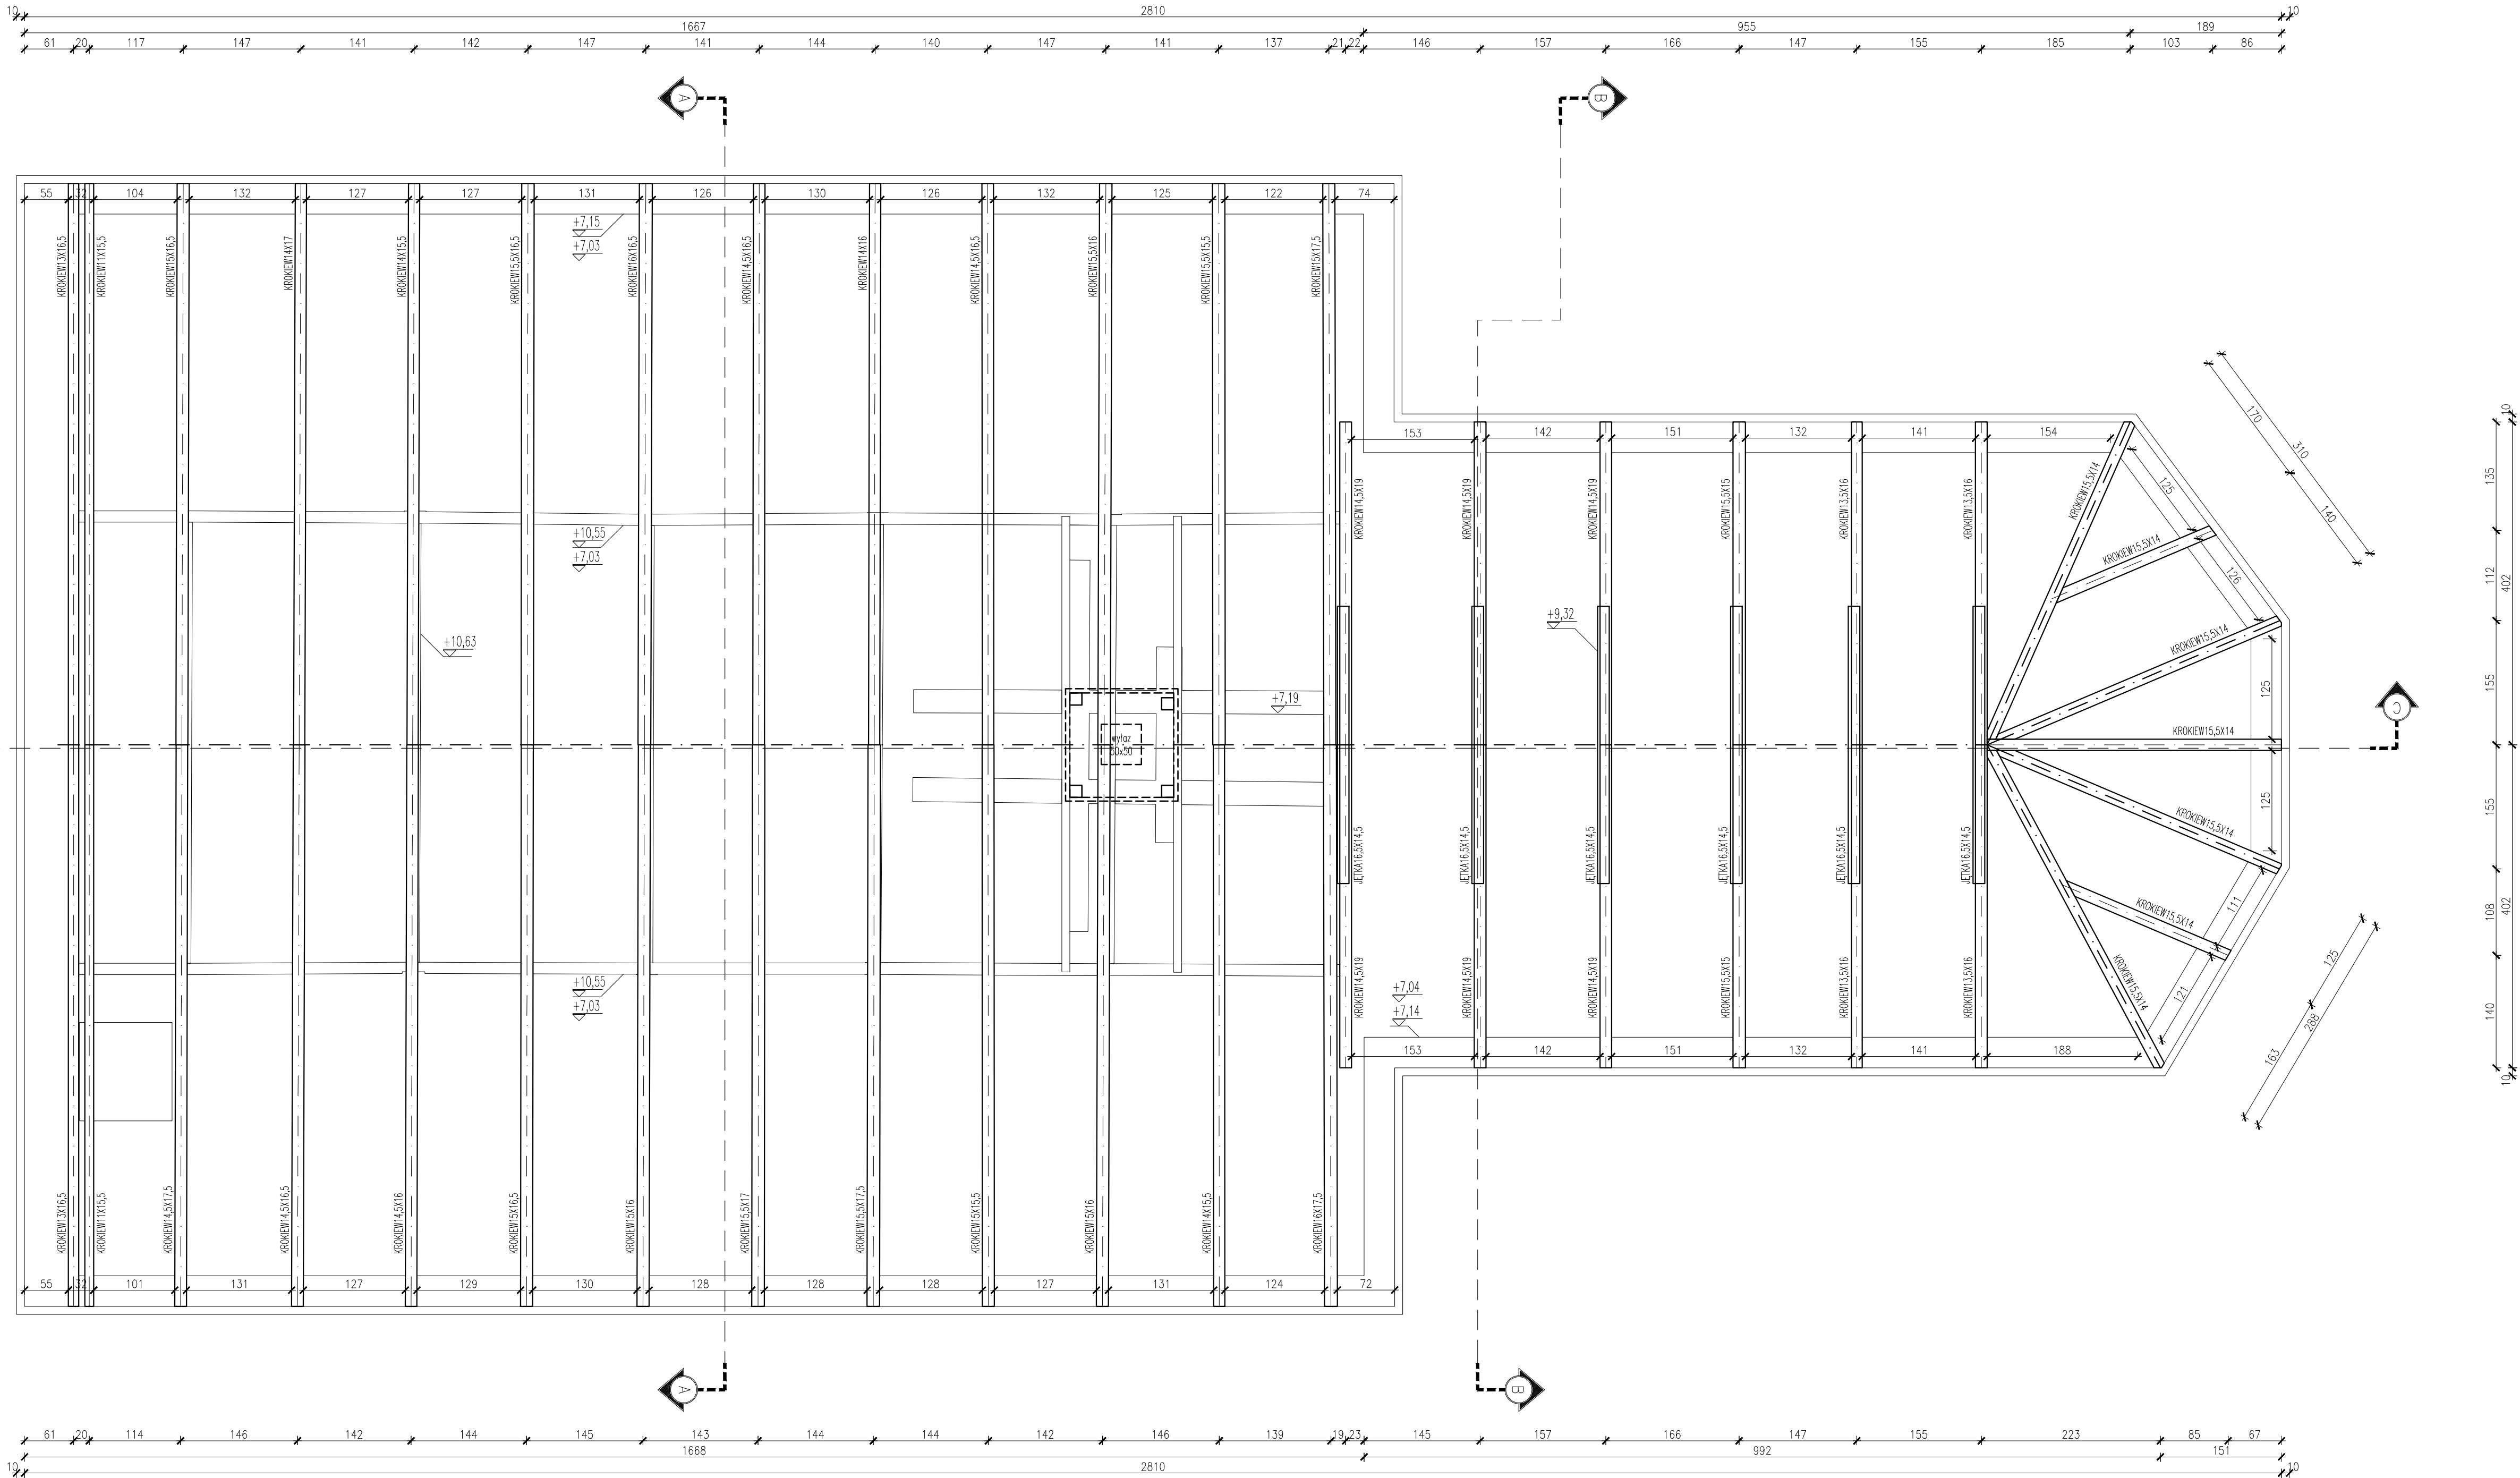 10 2810 10
1667 955 189
61 20 117 147 141 142 147 141 144 140 147 141 137 21 22 146 157 166 147 155 185 103 86
A B
55 32 104 132 127 127 131 126 130 126 132 125 122 74
+7,15
+7,03
KROKIEW13X16,5
KROKIEW11X15,5
KROKIEW15X16,5
KROKIEW14X17
KROKIEW14X15,5
KROKIEW15,5X16,5
KROKIEW16X16,5
KROKIEW14,5X16,5
KROKIEW14X16
KROKIEW14,5X16,5
KROKIEW15,5X16
KROKIEW15,5X15,5
KROKIEW15X17,5
153 142 151 132 141 154
KROKIEW14,5X19
KROKIEW14,5X19
KROKIEW14,5X19
KROKIEW15,5X15
KROKIEW13,5X16
KROKIEW13,5X16
KROKIEW15,5X14
170
310
140
125
126
10
135
112
402
155
155
108
402
140
10
+10,55
+7,03
+10,63
+9,32
+7,19
KROKIEW15,5X14
KROKIEW15,5X14
KROKIEW15,5X14
KROKIEW15,5X14
KROKIEW15,5X14
KROKIEW15,5X14
125
125
C
wyłaz
50x50
JĘTKA16,5X14,5
JĘTKA16,5X14,5
JĘTKA16,5X14,5
JĘTKA16,5X14,5
JĘTKA16,5X14,5
JĘTKA16,5X14,5
111
121
125
288
163
+10,55
+7,03
+7,04
+7,14
KROKIEW14,5X19
KROKIEW14,5X19
KROKIEW14,5X19
KROKIEW15,5X15
KROKIEW13,5X16
KROKIEW13,5X16
153 142 151 132 141 188
KROKIEW13X16,5
KROKIEW11X15,5
KROKIEW14,5X17,5
KROKIEW14,5X16,5
KROKIEW14,5X16
KROKIEW15X16,5
KROKIEW15X16
KROKIEW15,5X17
KROKIEW15,5X17,5
KROKIEW15X15,5
KROKIEW15X16
KROKIEW14X15,5
KROKIEW16X17,5
55 32 101 131 127 129 130 128 128 128 127 131 124 72
A B
61 20 114 146 142 144 145 143 144 144 142 146 139 19 23 145 157 166 147 155 223 85 67
1668 992 151
10 2810 10